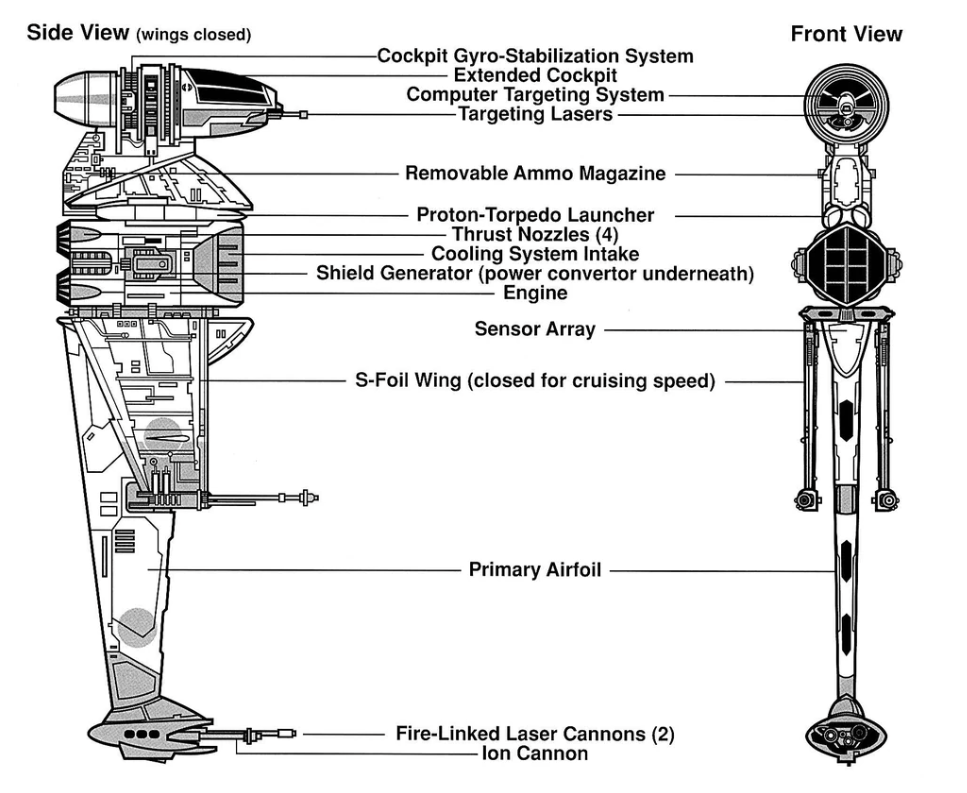 Side View (wings closed)
Front View
Cockpit Gyro-Stabilization System
Extended Cockpit
Computer Targeting System
Targeting Lasers
Removable Ammo Magazine
Proton-Torpedo Launcher
Thrust Nozzles (4)
Cooling System Intake
Shield Generator (power convertor underneath)
Engine
Sensor Array
S-Foil Wing (closed for cruising speed)
Primary Airfoil
Fire-Linked Laser Cannons (2)
Ion Cannon